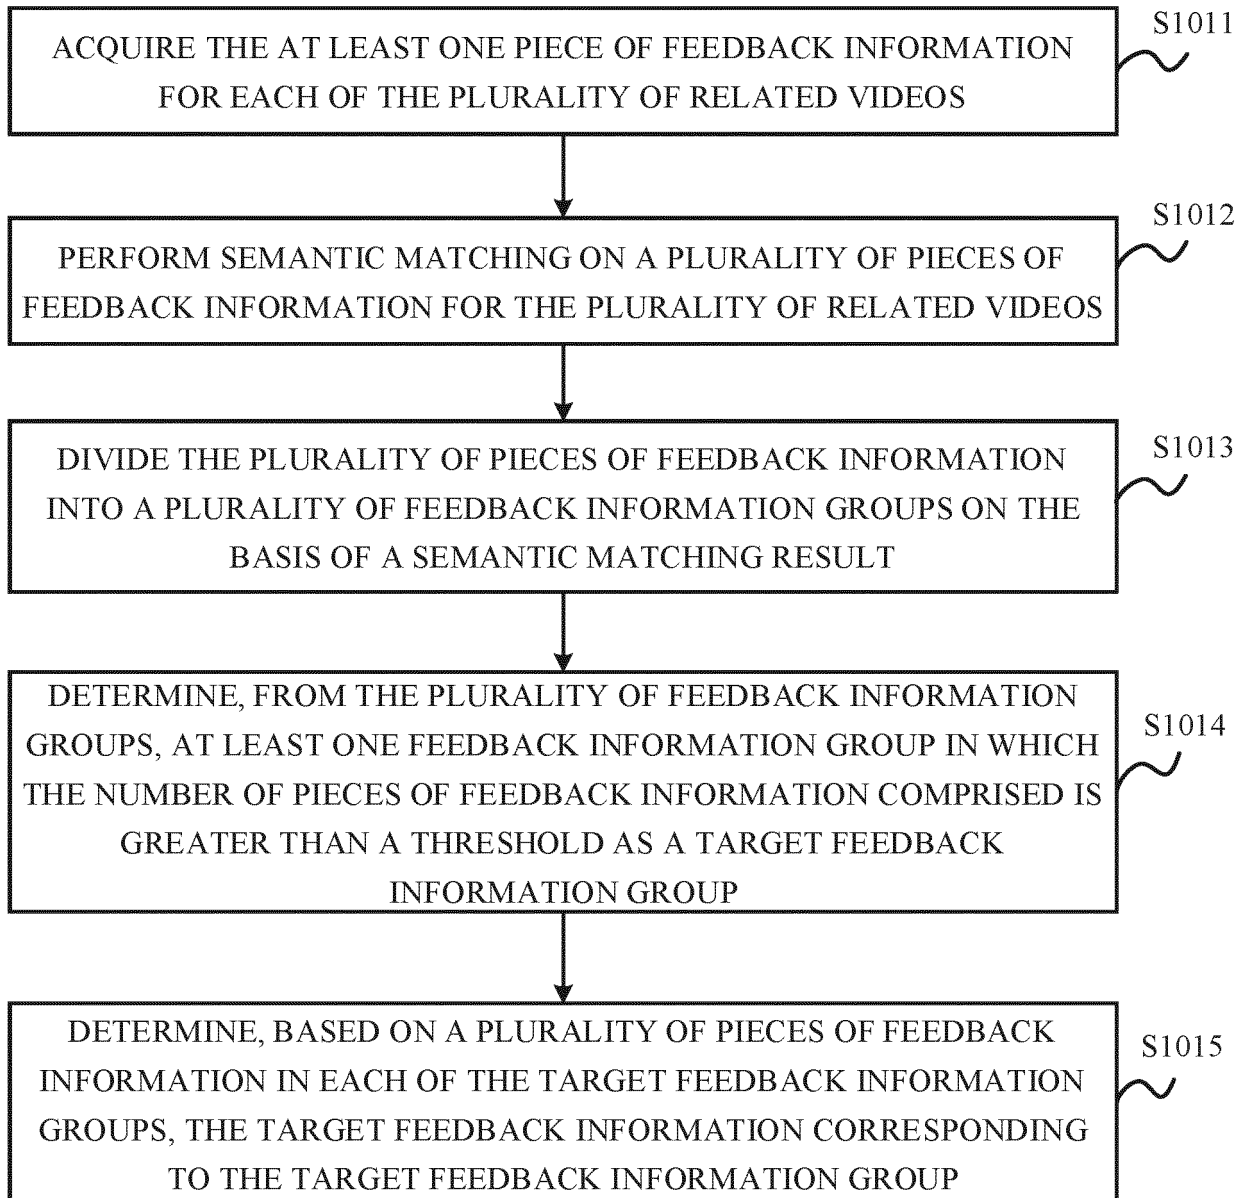 S1011
ACQUIRE THE AT LEAST ONE PIECE OF FEEDBACK INFORMATION
FOR EACH OF THE PLURALITY OF RELATED VIDEOS
S1012
PERFORM SEMANTIC MATCHING ON A PLURALITY OF PIECES OF
FEEDBACK INFORMATION FOR THE PLURALITY OF RELATED VIDEOS
S1013
DIVIDE THE PLURALITY OF PIECES OF FEEDBACK INFORMATION
INTO A PLURALITY OF FEEDBACK INFORMATION GROUPS ON THE
BASIS OF A SEMANTIC MATCHING RESULT
S1014
DETERMINE, FROM THE PLURALITY OF FEEDBACK INFORMATION
GROUPS, AT LEAST ONE FEEDBACK INFORMATION GROUP IN WHICH
THE NUMBER OF PIECES OF FEEDBACK INFORMATION COMPRISED IS
GREATER THAN A THRESHOLD AS A TARGET FEEDBACK
INFORMATION GROUP
S1015
DETERMINE, BASED ON A PLURALITY OF PIECES OF FEEDBACK
INFORMATION IN EACH OF THE TARGET FEEDBACK INFORMATION
GROUPS, THE TARGET FEEDBACK INFORMATION CORRESPONDING
TO THE TARGET FEEDBACK INFORMATION GROUP